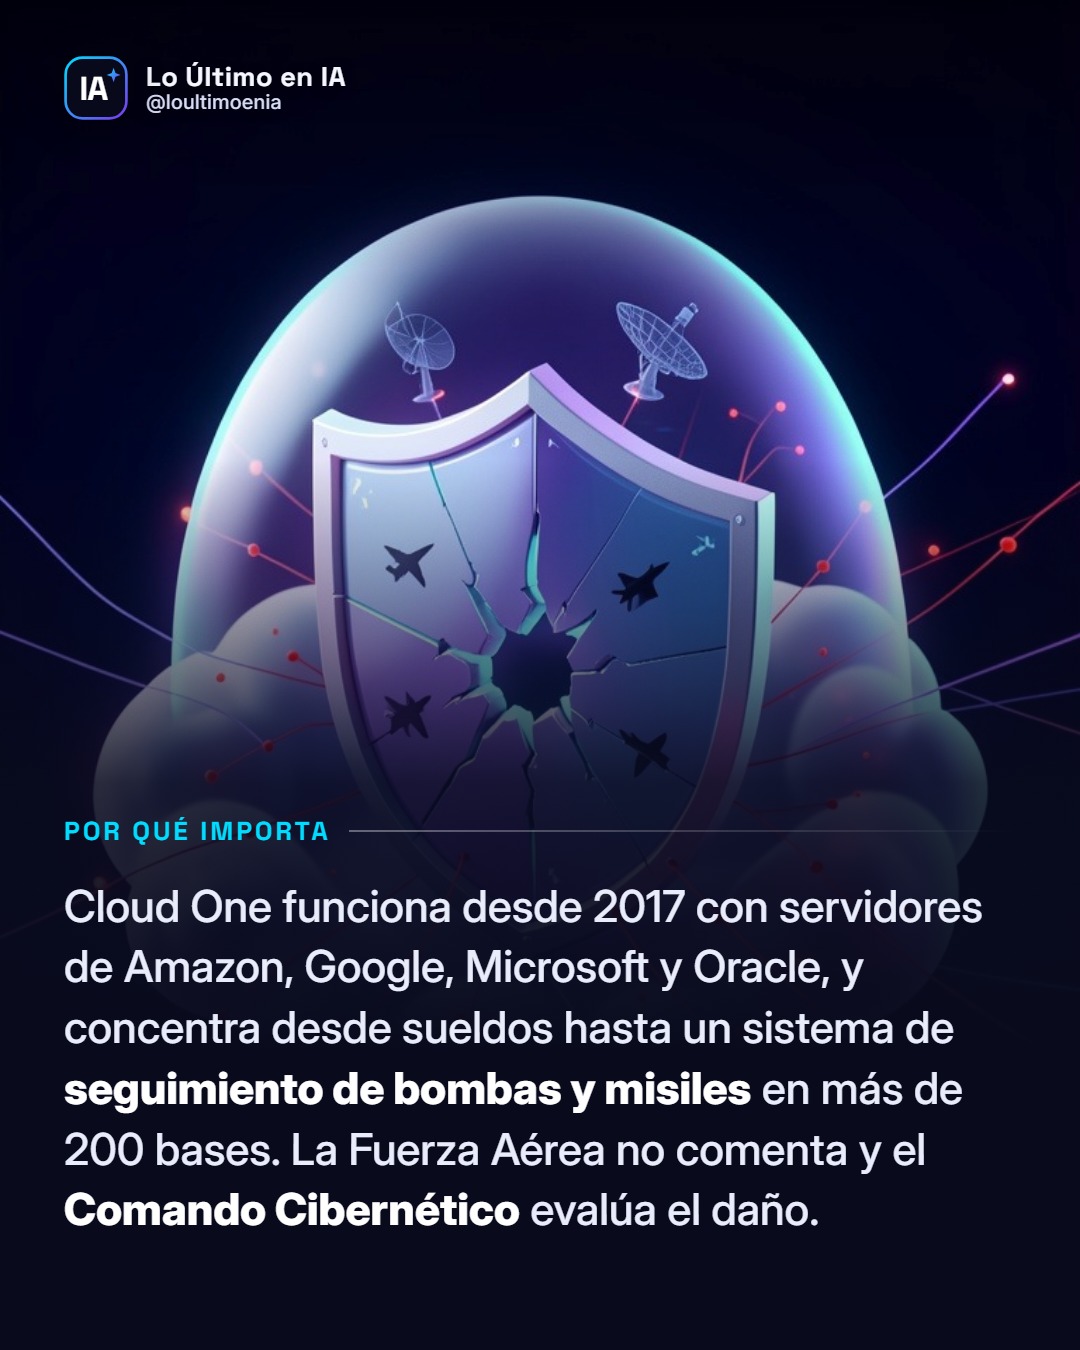 IA
Lo Último en IA
@loultimoenia
POR QUÉ IMPORTA
Cloud One funciona desde 2017 con servidores
de Amazon, Google, Microsoft y Oracle, y
concentra desde sueldos hasta un sistema de
seguimiento de bombas y misiles en más de
200 bases. La Fuerza Aérea no comenta y el
Comando Cibernético evalúa el daño.